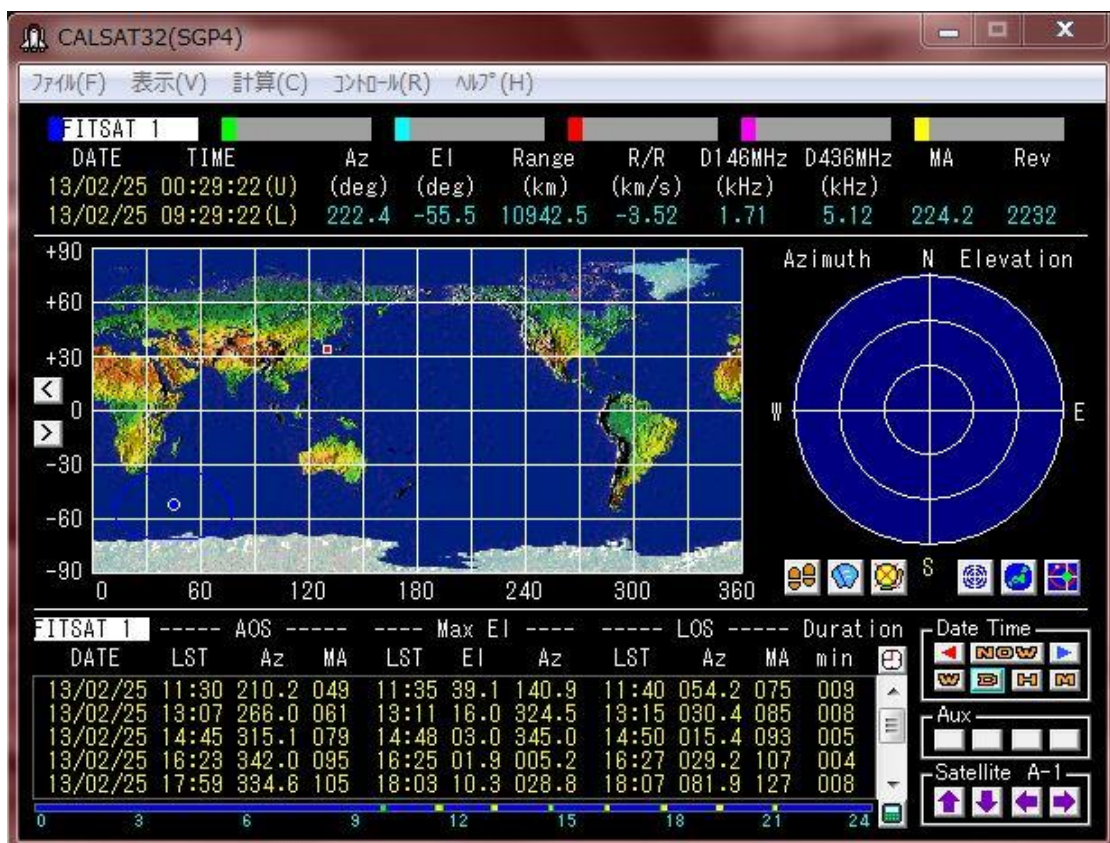 CALSAT32(SGP4)
ﾌｧｲﾙ(F) 表示(V) 計算(C) ｺﾝﾄﾛｰﾙ(R) ﾍﾙﾌﾟ(H)
FITSAT 1
DATE TIME Az El Range R/R D146MHz D436MHz MA Rev
(deg) (deg) (km) (km/s) (kHz) (kHz)
13/02/25 00:29:22(U)
13/02/25 09:29:22(L) 222.4 -55.5 10942.5 -3.52 1.71 5.12 224.2 2232
+90
+60
+30
0
-30
-60
-90
<
>
0 60 120 180 240 300 360
Azimuth N Elevation
W E
S
FITSAT 1 ----- AOS ----- ---- Max El ---- ----- LOS ----- Duration
DATE LST Az MA LST El Az LST Az MA min
13/02/25 11:30 210.2 049 11:35 39.1 140.9 11:40 054.2 075 009
13/02/25 13:07 266.0 061 13:11 16.0 324.5 13:15 030.4 085 008
13/02/25 14:45 315.1 079 14:48 03.0 345.0 14:50 015.4 093 005
13/02/25 16:23 342.0 095 16:25 01.9 005.2 16:27 029.2 107 004
13/02/25 17:59 334.6 105 18:03 10.3 028.8 18:07 081.9 127 008
0 3 6 9 12 15 18 21 24
Date Time
NOW
W D H M
Aux
Satellite A-1